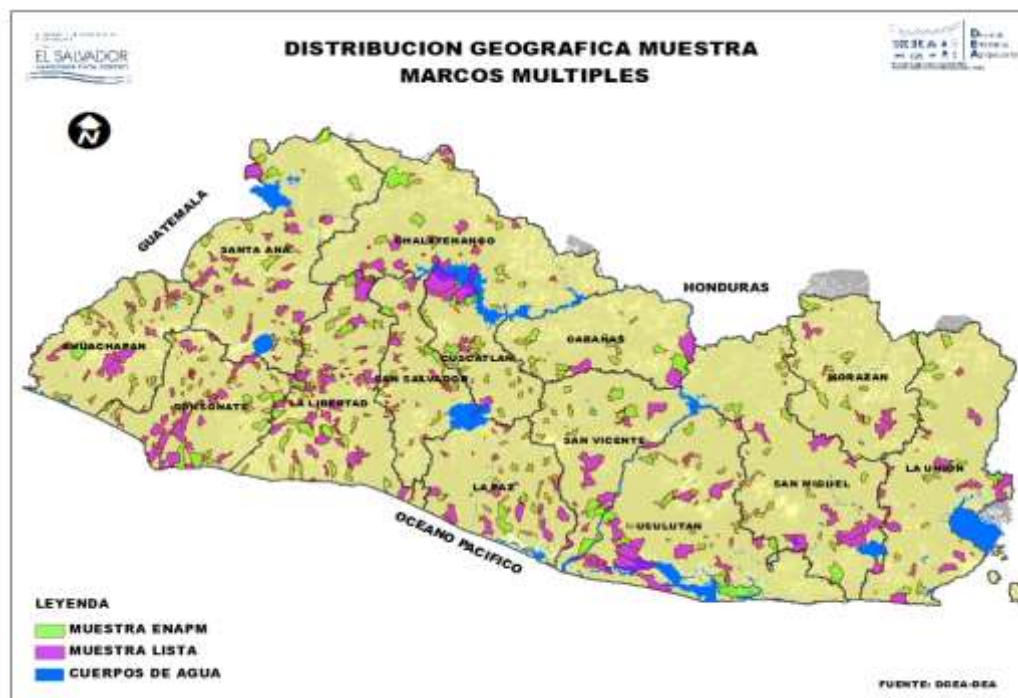 EL SALVADOR
DISTRIBUCION GEOGRAFICA MUESTRA
MARCOS MULTIPLES
N
GUATEMALA
SANTA ANA
CHALATENANGO
HONDURAS
AHUACHAPAN
CABAÑAS
CUSCATLAN
SAN SALVADOR
MORAZAN
SONSONATE
LA LIBERTAD
SAN VICENTE
LA UNION
LA PAZ
SAN MIGUEL
USULUTAN
OCEANO PACIFICO
LEYENDA
MUESTRA ENAPM
MUESTRA LISTA
CUERPOS DE AGUA
FUENTE: DGEA-DEA